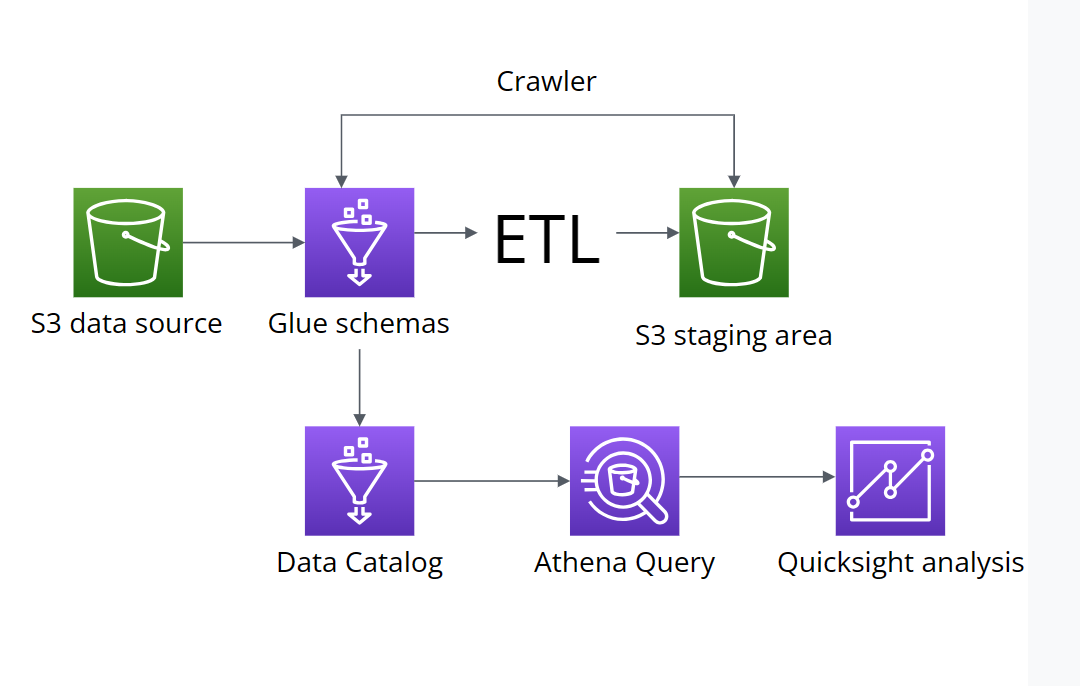 Crawler
ETL
S3 data source
Glue schemas
S3 staging area
Data Catalog
Athena Query
Quicksight analysis